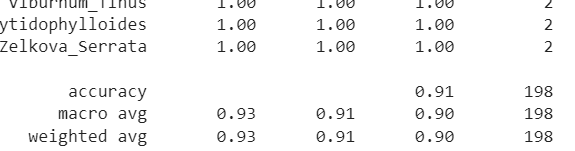 Viburnum_Tinus 1.00 1.00 1.00 2
ytidophylloides 1.00 1.00 1.00 2
Zelkova_Serrata 1.00 1.00 1.00 2
accuracy 0.91 198
macro avg 0.93 0.91 0.90 198
weighted avg 0.93 0.91 0.90 198